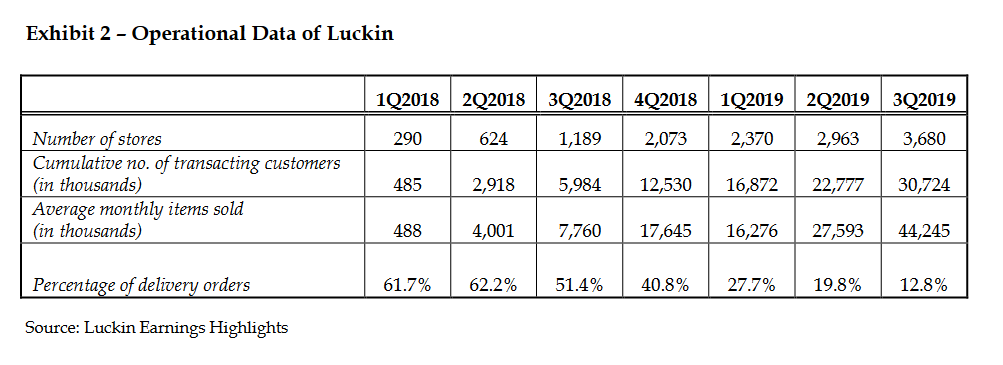 Exhibit 2 – Operational Data of Luckin
1Q2018 2Q2018 3Q2018 4Q2018 1Q2019 2Q2019 3Q2019
Number of stores 290 624 1,189 2,073 2,370 2,963 3,680
Cumulative no. of transacting customers
(in thousands) 485 2,918 5,984 12,530 16,872 22,777 30,724
Average monthly items sold
(in thousands) 488 4,001 7,760 17,645 16,276 27,593 44,245
Percentage of delivery orders 61.7% 62.2% 51.4% 40.8% 27.7% 19.8% 12.8%
Source: Luckin Earnings Highlights